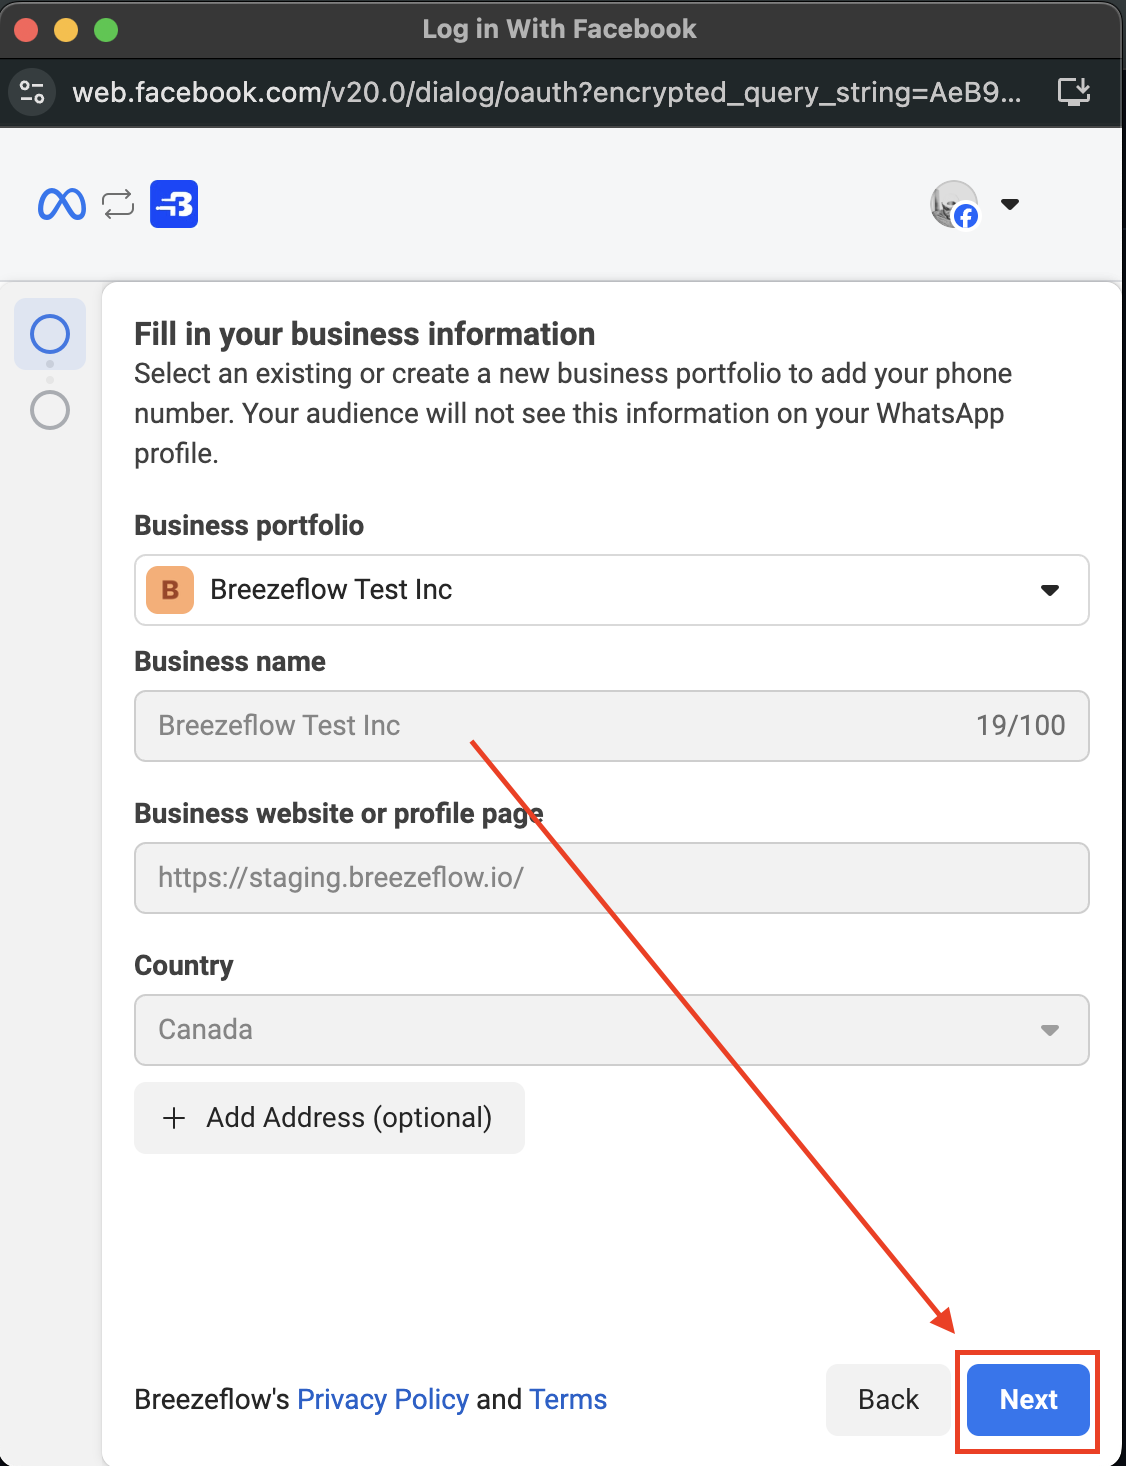 Log in With Facebook
web.facebook.com/v20.0/dialog/oauth?encrypted_query_string=AeB9...
B
Fill in your business information
Select an existing or create a new business portfolio to add your phone
number. Your audience will not see this information on your WhatsApp
profile.
Business portfolio
B Breezeflow Test Inc
Business name
Breezeflow Test Inc 19/100
Business website or profile page
https://staging.breezeflow.io/
Country
Canada
+ Add Address (optional)
Breezeflow's Privacy Policy and Terms
Back
Next